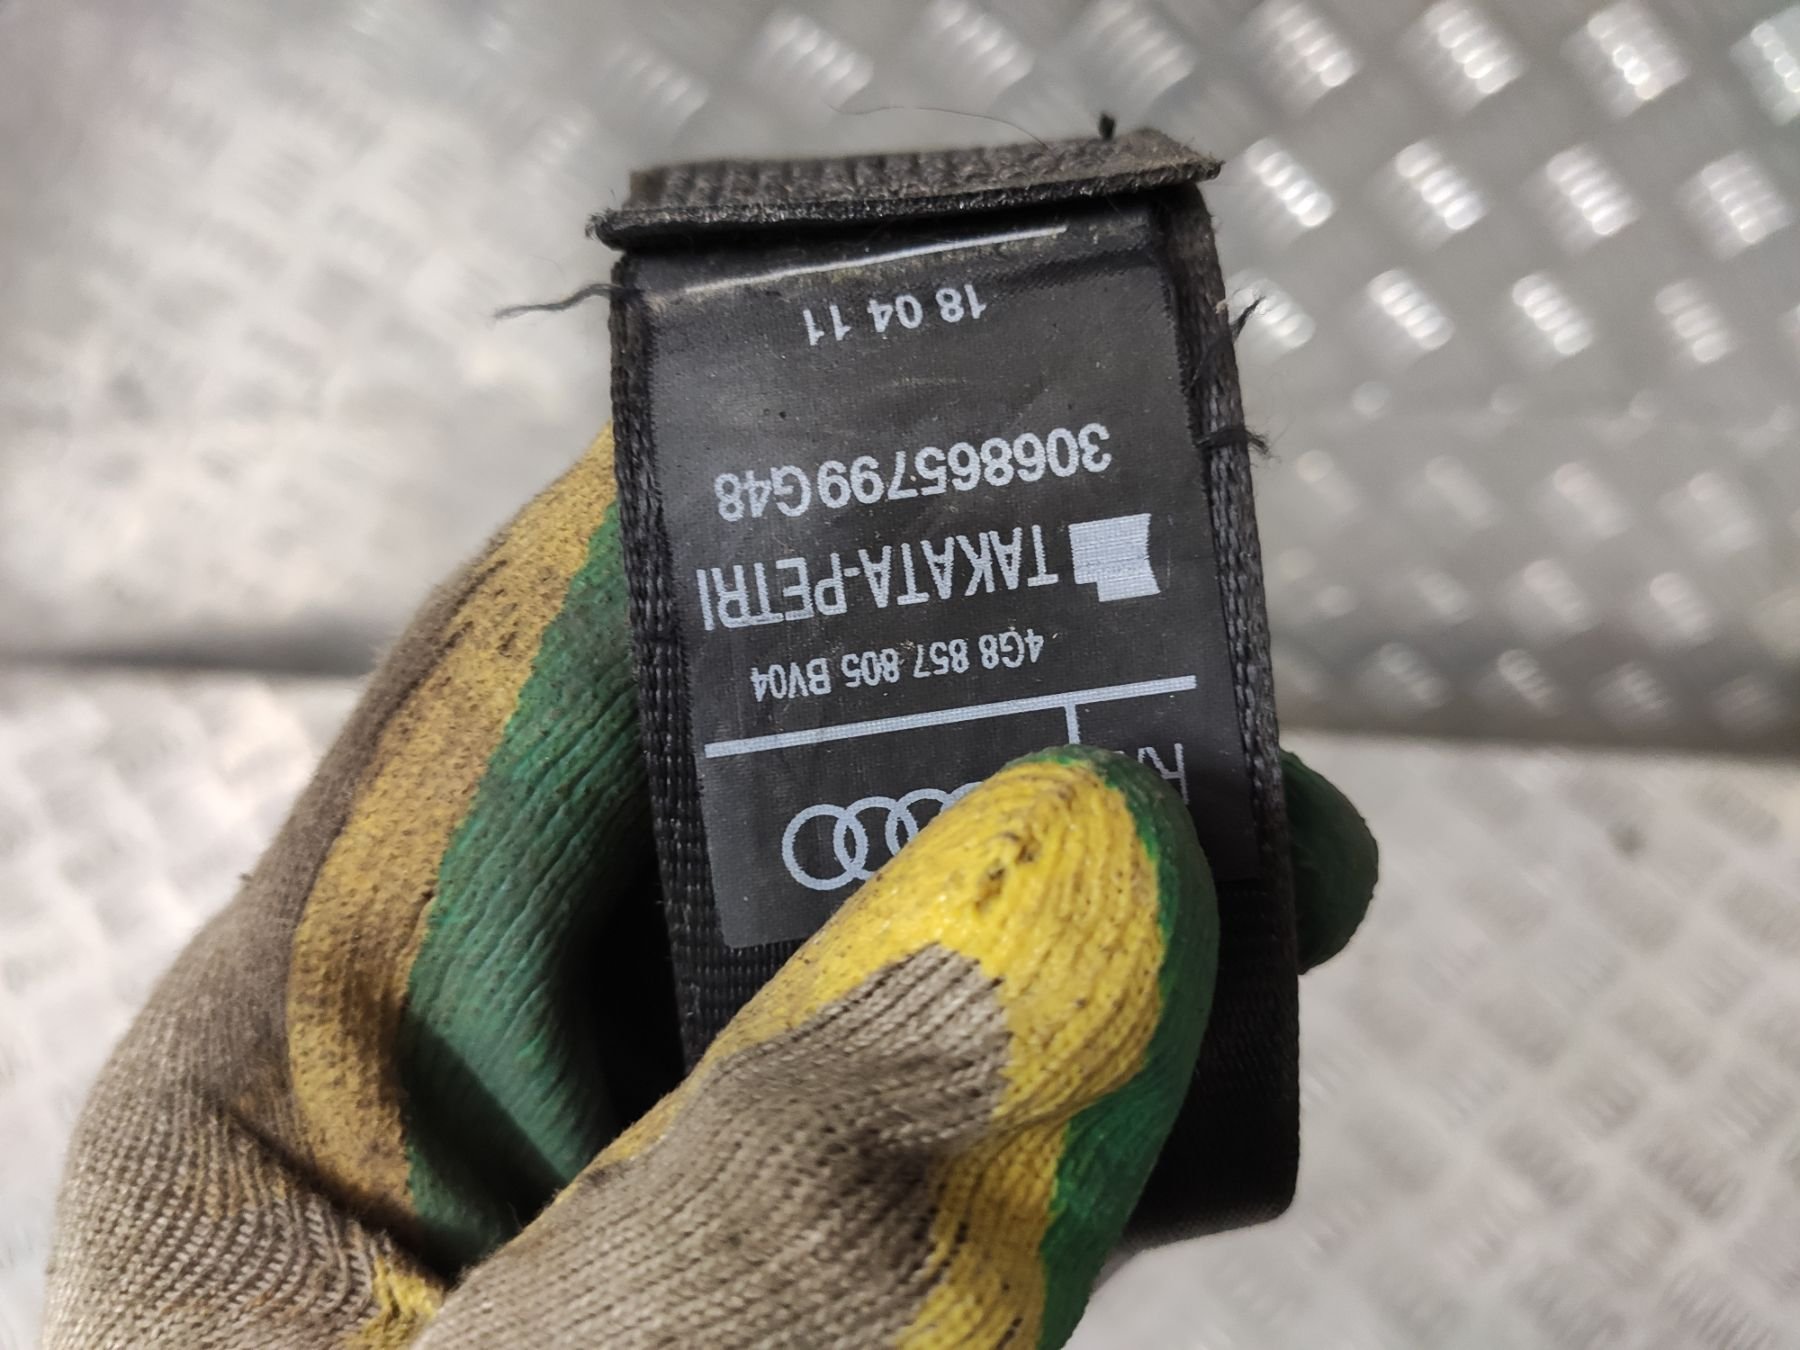 4G8 857 805 BV04
TAKATA-PETRI
306865799G48
18 04 11